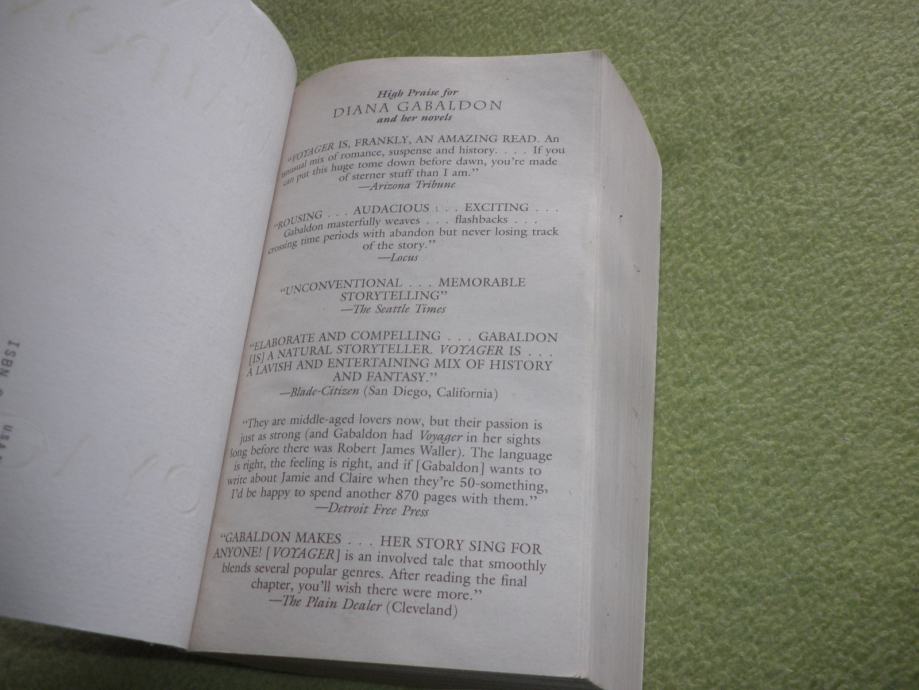 ISBN
USA
High Praise for
DIANA GABALDON
and her novels
"VOYAGER IS, FRANKLY, AN AMAZING READ. An
unusual mix of romance, suspense and history. . . . If you
can put this huge tome down before dawn, you're made
of sterner stuff than I am."
—Arizona Tribune
"ROUSING . . . AUDACIOUS . . . EXCITING . . .
Gabaldon masterfully weaves . . . flashbacks . . .
crossing time periods with abandon but never losing track
of the story."
—Locus
"UNCONVENTIONAL . . . MEMORABLE
STORYTELLING"
—The Seattle Times
"ELABORATE AND COMPELLING . . . GABALDON
[IS] A NATURAL STORYTELLER. VOYAGER IS . . .
A LAVISH AND ENTERTAINING MIX OF HISTORY
AND FANTASY."
—Blade-Citizen (San Diego, California)
"They are middle-aged lovers now, but their passion is
just as strong (and Gabaldon had Voyager in her sights
long before there was Robert James Waller). The language
is right, the feeling is right, and if [Gabaldon] wants to
write about Jamie and Claire when they're 50-something,
I'd be happy to spend another 870 pages with them."
—Detroit Free Press
"GABALDON MAKES . . . HER STORY SING FOR
ANYONE! [VOYAGER] is an involved tale that smoothly
blends several popular genres. After reading the final
chapter, you'll wish there were more."
—The Plain Dealer (Cleveland)